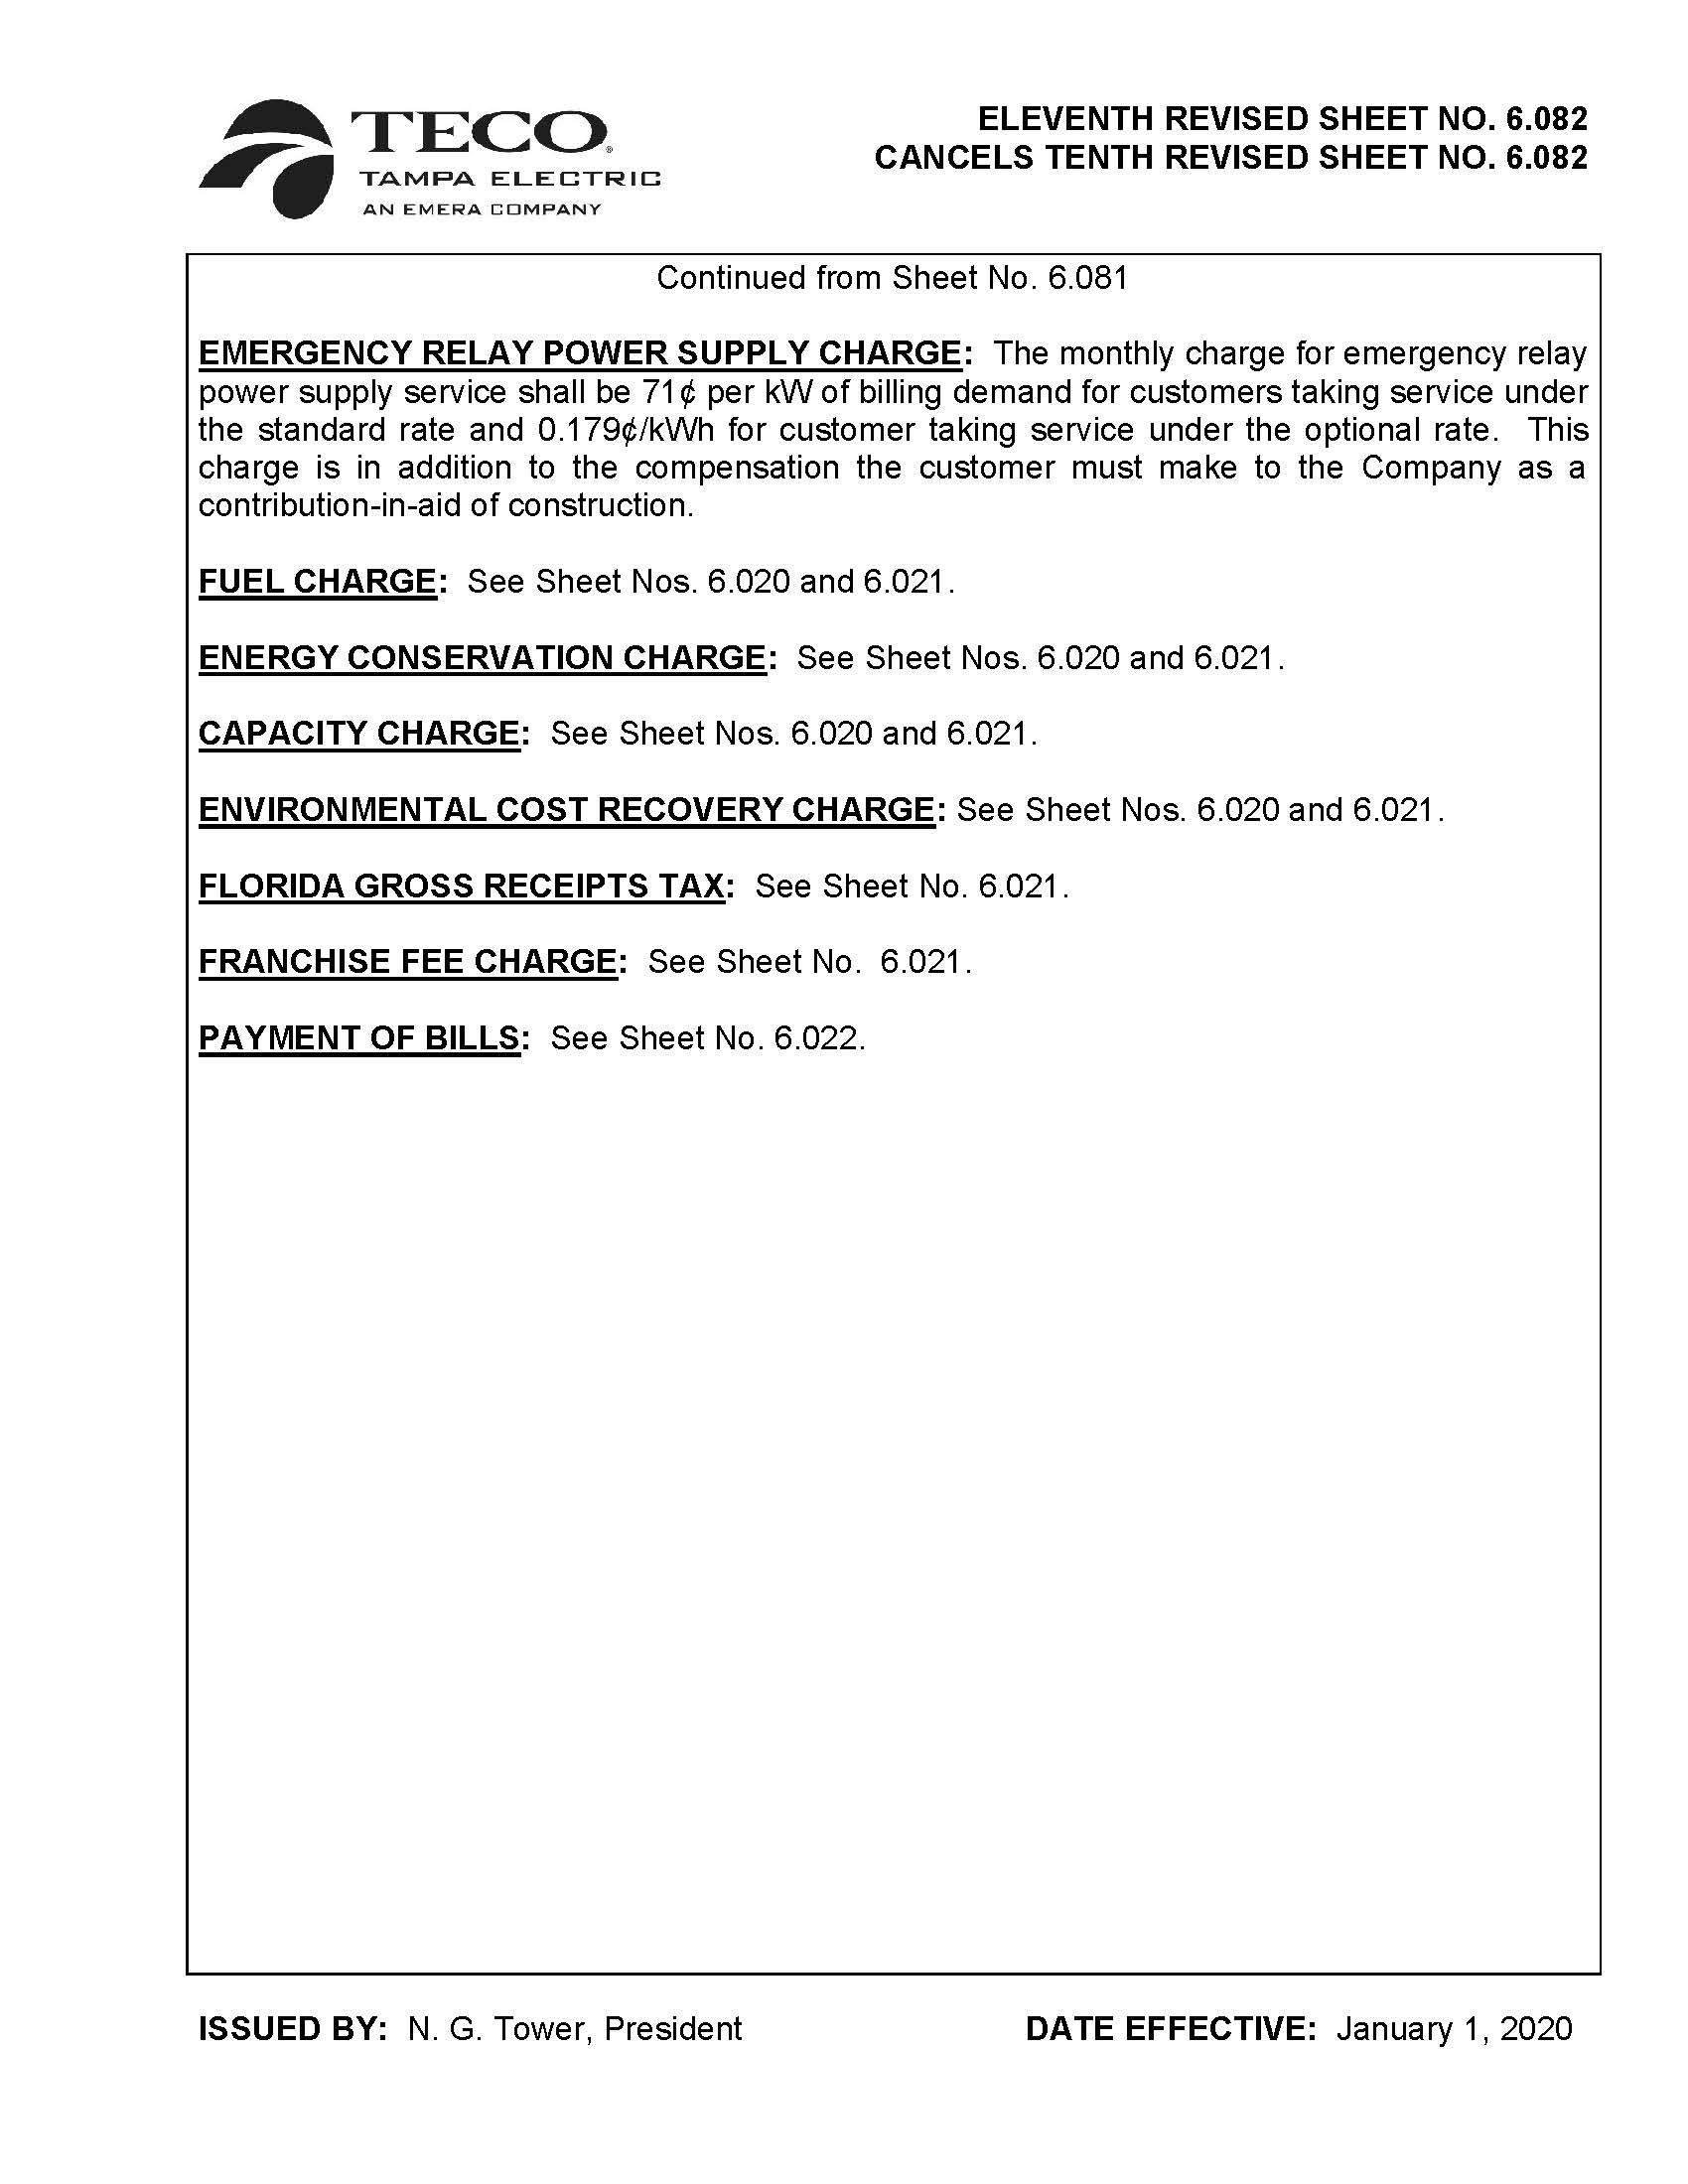 TECO®
TAMPA ELECTRIC
AN EMERA COMPANY
ELEVENTH REVISED SHEET NO. 6.082
CANCELS TENTH REVISED SHEET NO. 6.082
Continued from Sheet No. 6.081
EMERGENCY RELAY POWER SUPPLY CHARGE: The monthly charge for emergency relay
power supply service shall be 71¢ per kW of billing demand for customers taking service under
the standard rate and 0.179¢/kWh for customer taking service under the optional rate. This
charge is in addition to the compensation the customer must make to the Company as a
contribution-in-aid of construction.
FUEL CHARGE: See Sheet Nos. 6.020 and 6.021.
ENERGY CONSERVATION CHARGE: See Sheet Nos. 6.020 and 6.021.
CAPACITY CHARGE: See Sheet Nos. 6.020 and 6.021.
ENVIRONMENTAL COST RECOVERY CHARGE: See Sheet Nos. 6.020 and 6.021.
FLORIDA GROSS RECEIPTS TAX: See Sheet No. 6.021.
FRANCHISE FEE CHARGE: See Sheet No. 6.021.
PAYMENT OF BILLS: See Sheet No. 6.022.
ISSUED BY: N. G. Tower, President
DATE EFFECTIVE: January 1, 2020